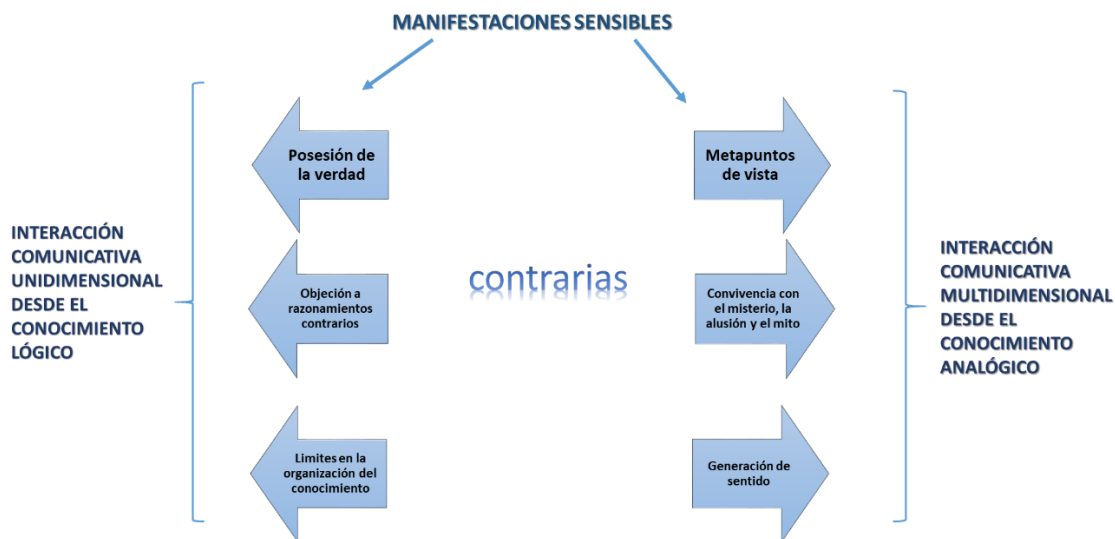 MANIFESTACIONES SENSIBLES
Posesión de
la verdad
Metapuntos
de vista
INTERACCIÓN
COMUNICATIVA
UNIDIMENSIONAL
DESDE EL
CONOCIMIENTO
LÓGICO
Objeción a
razonamientos
contrarios
contrarias
Convivencia con
el misterio, la
alusión y el mito
INTERACCIÓN
COMUNICATIVA
MULTIDIMENSIONAL
DESDE EL
CONOCIMIENTO
ANALÓGICO
Limites en la
organización del
conocimiento
Generación de
sentido